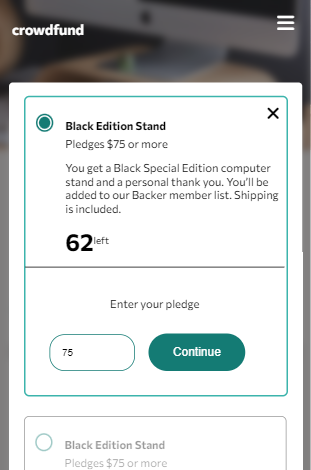 crowdfund
Black Edition Stand
Pledges $75 or more
You get a Black Special Edition computer
stand and a personal thank you. You'll be
added to our Backer member list. Shipping
is included.
62 left
Enter your pledge
75
Continue
Black Edition Stand
Pledges $75 or more